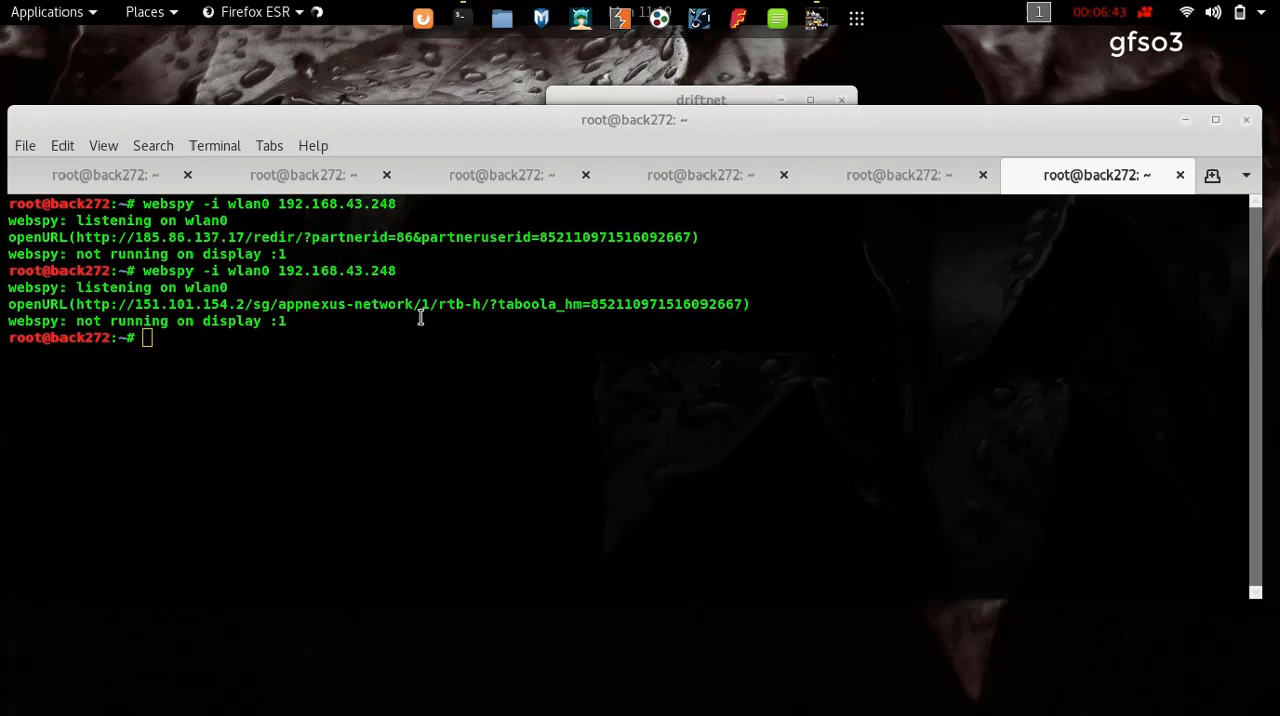 Applications Places Firefox ESR 1 00:06:43
gfso3
driftnet
root@back272: ~
File Edit View Search Terminal Tabs Help
root@back272: ~ root@back272: ~ root@back272: ~ root@back272: ~ root@back272: ~ root@back272: ~
root@back272:~# webspy -i wlan0 192.168.43.248
webspy: listening on wlan0
openURL(http://185.86.137.17/redir/?partnerid=86&partneruserid=852110971516092667)
webspy: not running on display :1
root@back272:~# webspy -i wlan0 192.168.43.248
webspy: listening on wlan0
openURL(http://151.101.154.2/sg/appnexus-network/1/rtb-h/?taboola_hm=852110971516092667)
webspy: not running on display :1
root@back272:~#